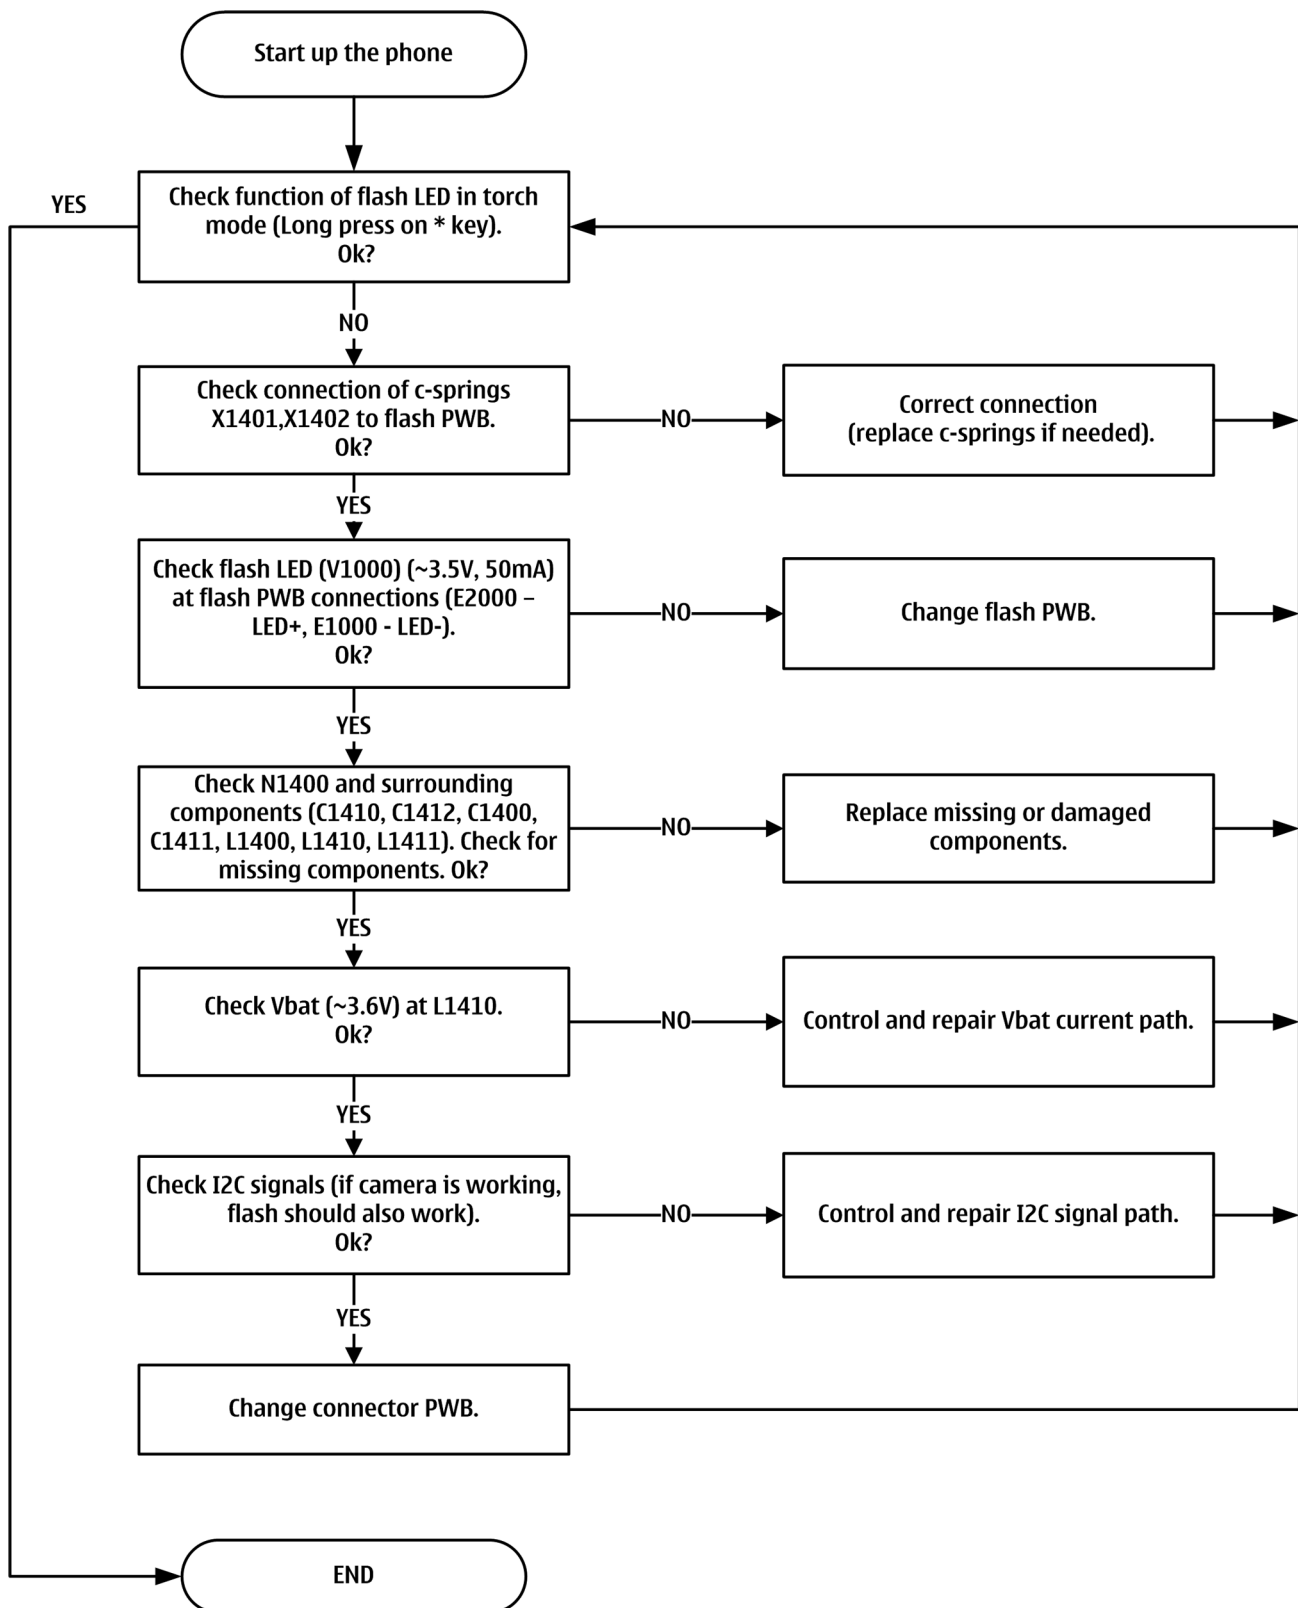 Start up the phone
YES
Check function of flash LED in torch
mode (Long press on * key).
Ok?
NO
Check connection of c-springs
X1401,X1402 to flash PWB.
Ok?
NO
Correct connection
(replace c-springs if needed).
YES
Check flash LED (V1000) (~3.5V, 50mA)
at flash PWB connections (E2000 –
LED+, E1000 - LED-).
Ok?
NO
Change flash PWB.
YES
Check N1400 and surrounding
components (C1410, C1412, C1400,
C1411, L1400, L1410, L1411). Check for
missing components. Ok?
NO
Replace missing or damaged
components.
YES
Check Vbat (~3.6V) at L1410.
Ok?
NO
Control and repair Vbat current path.
YES
Check I2C signals (if camera is working,
flash should also work).
Ok?
NO
Control and repair I2C signal path.
YES
Change connector PWB.
END